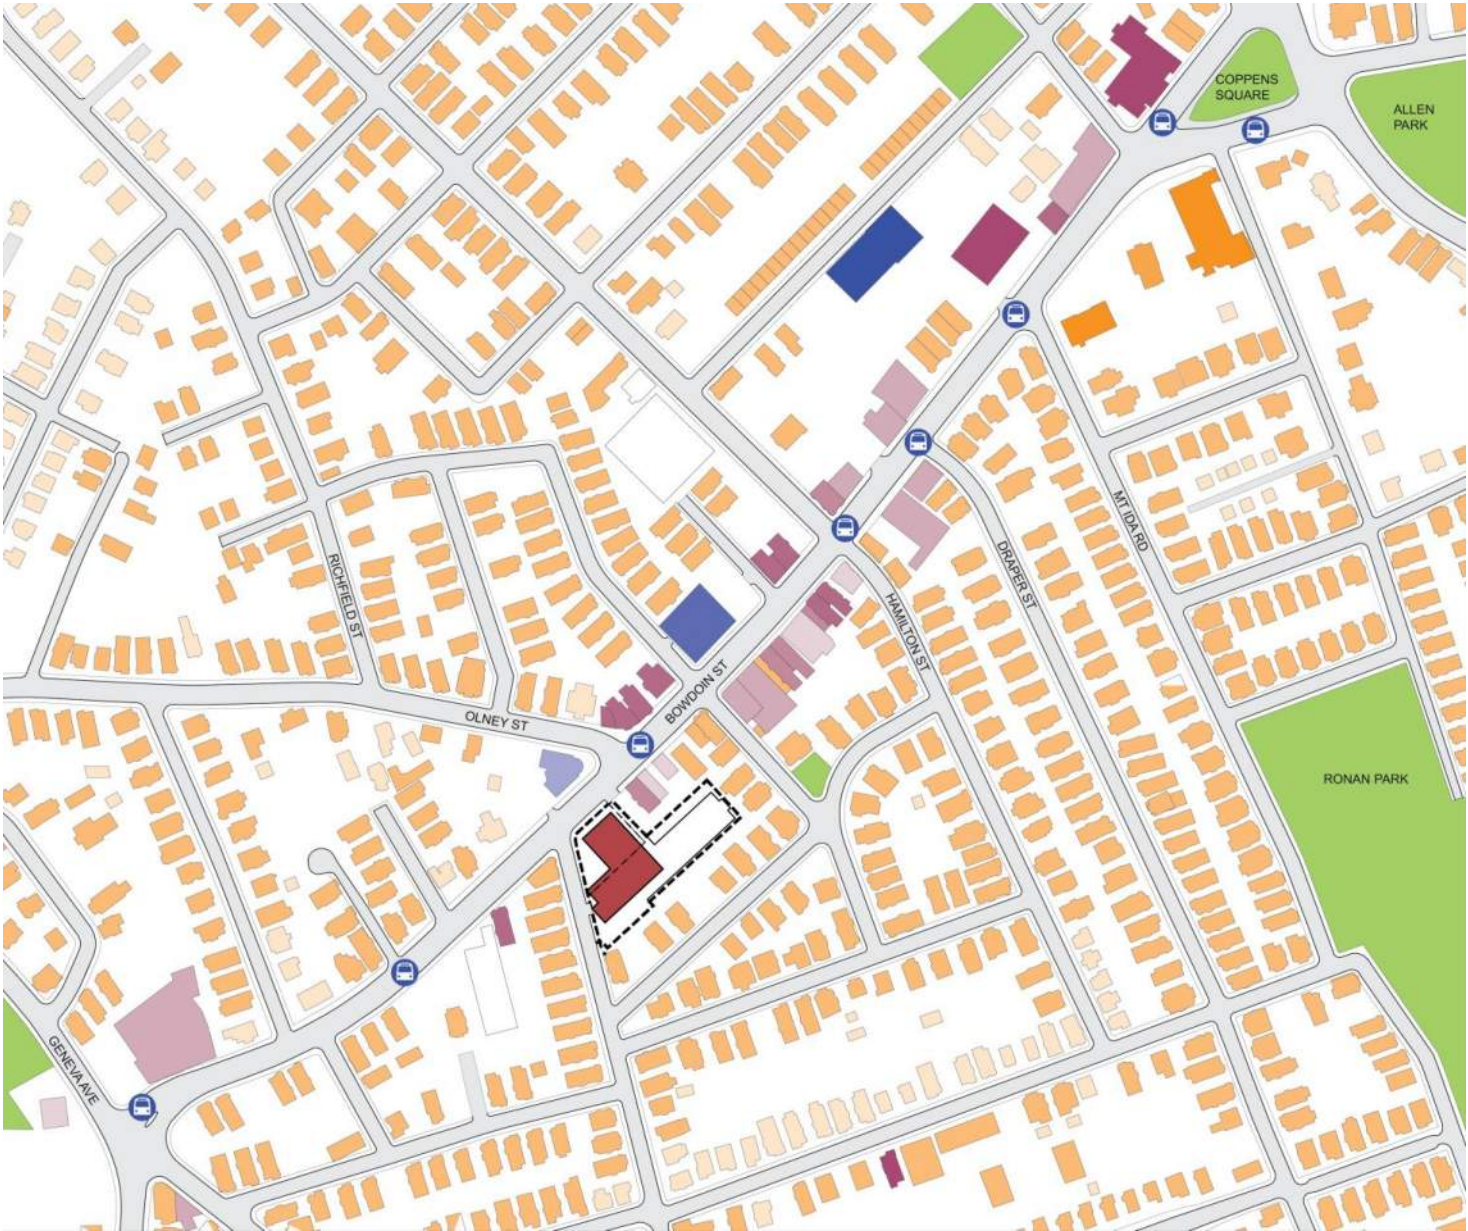 COPPENS
SQUARE
ALLEN
PARK
MT IDA RD
DRAPER ST
RICHFIELD ST
HAMILTON ST
BOWDOIN ST
OLNEY ST
RONAN PARK
GENEVA AVE